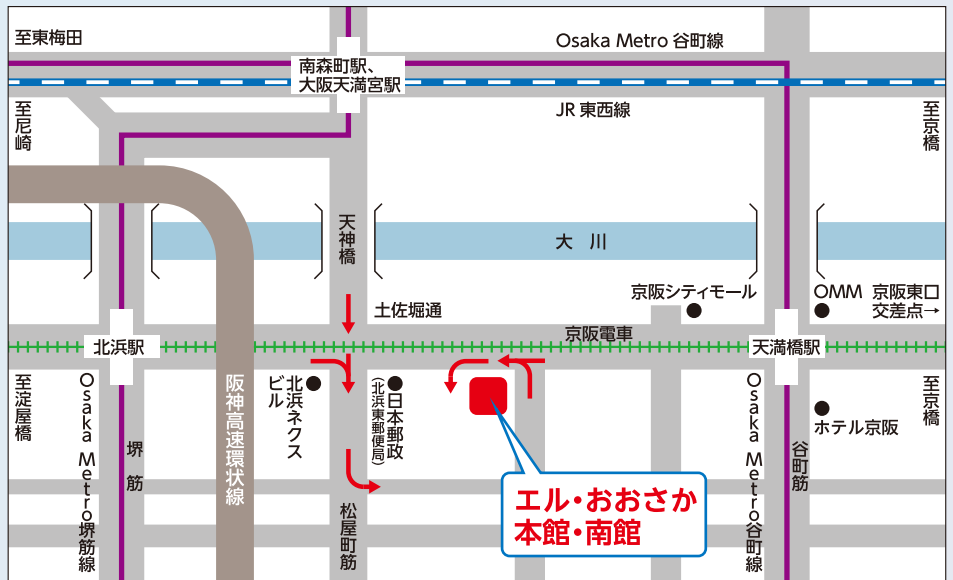 至東梅田
Osaka Metro 谷町線
南森町駅、
大阪天満宮駅
JR東西線
至尼崎
至京橋
天神橋
大川
土佐堀通
京阪シティモール
OMM
京阪東口
交差点→
京阪電車
北浜駅
天満橋駅
至淀屋橋
Osaka Metro堺筋線
堺筋
阪神高速環状線
北浜ネクス
ビル
日本郵政
(北浜東郵便局)
松屋町筋
エル・おおさか
本館・南館
Osaka Metro谷町線
谷町筋
ホテル京阪
至京橋